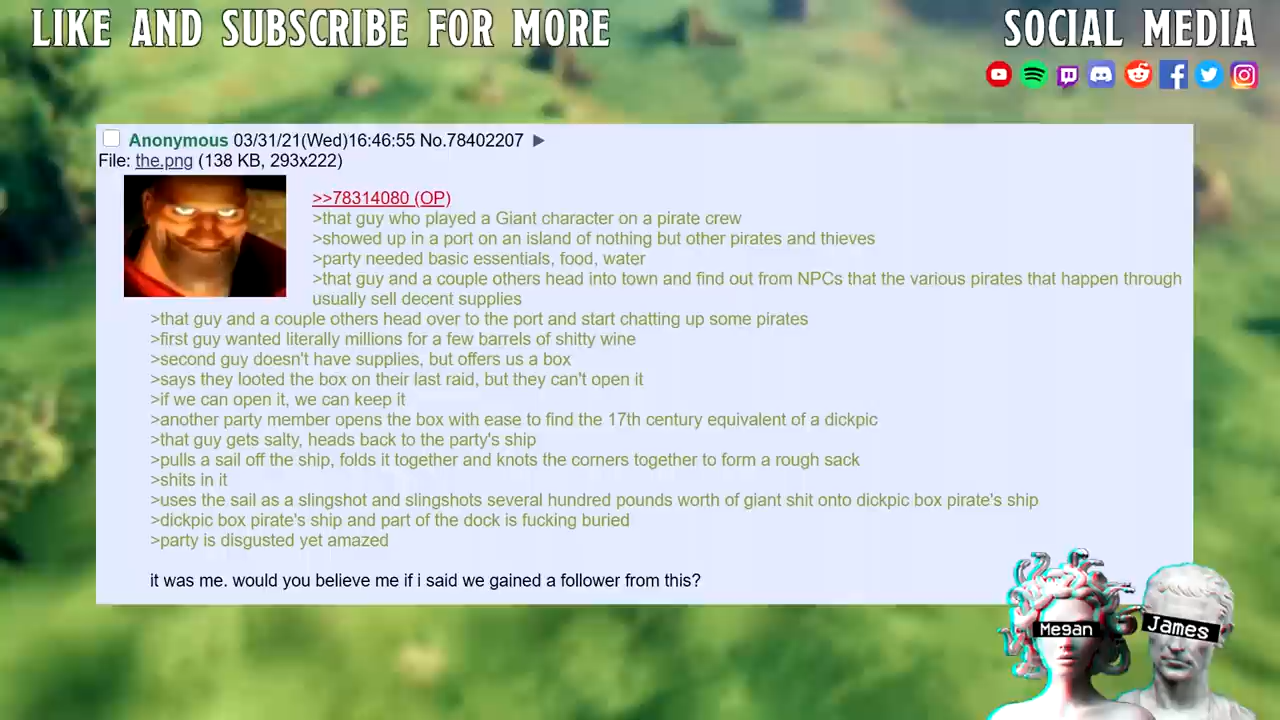 LIKE AND SUBSCRIBE FOR MORE
SOCIAL MEDIA
Anonymous 03/31/21(Wed)16:46:55 No.78402207 ▶
File: the.png (138 KB, 293x222)
>>78314080 (OP)
>that guy who played a Giant character on a pirate crew
>showed up in a port on an island of nothing but other pirates and thieves
>party needed basic essentials, food, water
>that guy and a couple others head into town and find out from NPCs that the various pirates that happen through
usually sell decent supplies
>that guy and a couple others head over to the port and start chatting up some pirates
>first guy wanted literally millions for a few barrels of shitty wine
>second guy doesn't have supplies, but offers us a box
>says they looted the box on their last raid, but they can't open it
>if we can open it, we can keep it
>another party member opens the box with ease to find the 17th century equivalent of a dickpic
>that guy gets salty, heads back to the party's ship
>pulls a sail off the ship, folds it together and knots the corners together to form a rough sack
>shits in it
>uses the sail as a slingshot and slingshots several hundred pounds worth of giant shit onto dickpic box pirate's ship
>dickpic box pirate's ship and part of the dock is fucking buried
>party is disgusted yet amazed
it was me. would you believe me if i said we gained a follower from this?
Megan
James